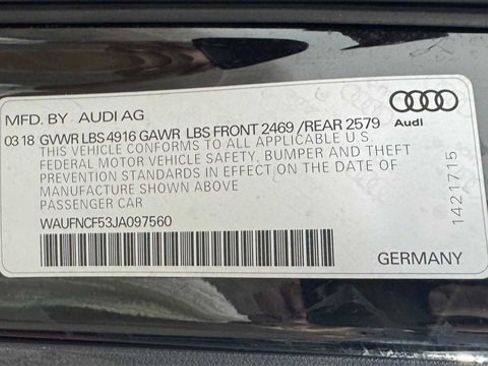 MFD. BY AUDI AG
03 18 GVWR LBS 4916 GAWR LBS FRONT 2469 / REAR 2579
THIS VEHICLE CONFORMS TO ALL APPLICABLE U S
FEDERAL MOTOR VEHICLE SAFETY, BUMPER AND THEFT
PREVENTION STANDARDS IN EFFECT ON THE DATE OF
MANUFACTURE SHOWN ABOVE
PASSENGER CAR
WAUFNCF53JA097560
Audi
1421715
GERMANY